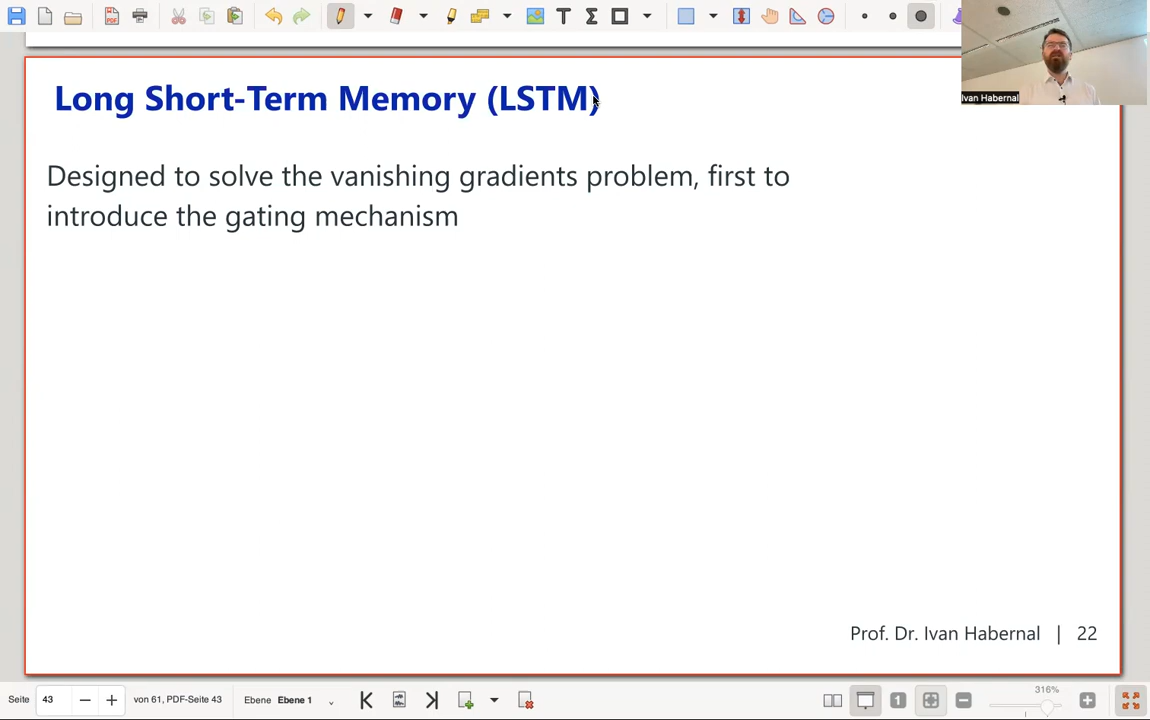 Ivan Habernal
Long Short-Term Memory (LSTM)
Designed to solve the vanishing gradients problem, first to
introduce the gating mechanism
Prof. Dr. Ivan Habernal | 22
Seite 43 von 61, PDF-Seite 43 Ebene Ebene 1 316%